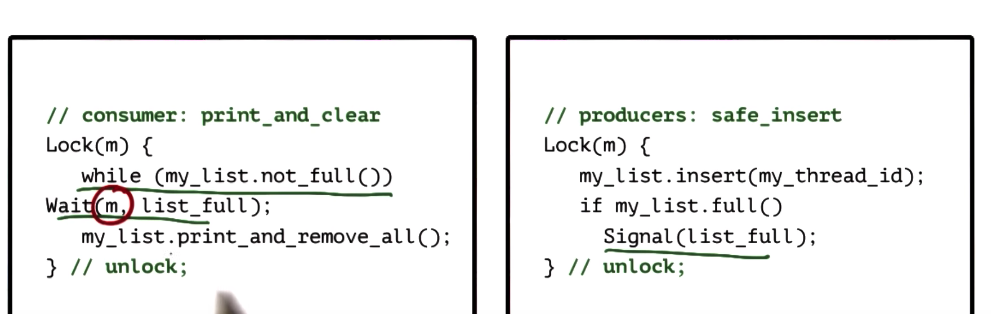 // consumer: print_and_clear
Lock(m) {
while (my_list.not_full())
Wait(m, list_full);
my_list.print_and_remove_all();
} // unlock;
// producers: safe_insert
Lock(m) {
my_list.insert(my_thread_id);
if my_list.full()
Signal(list_full);
} // unlock;